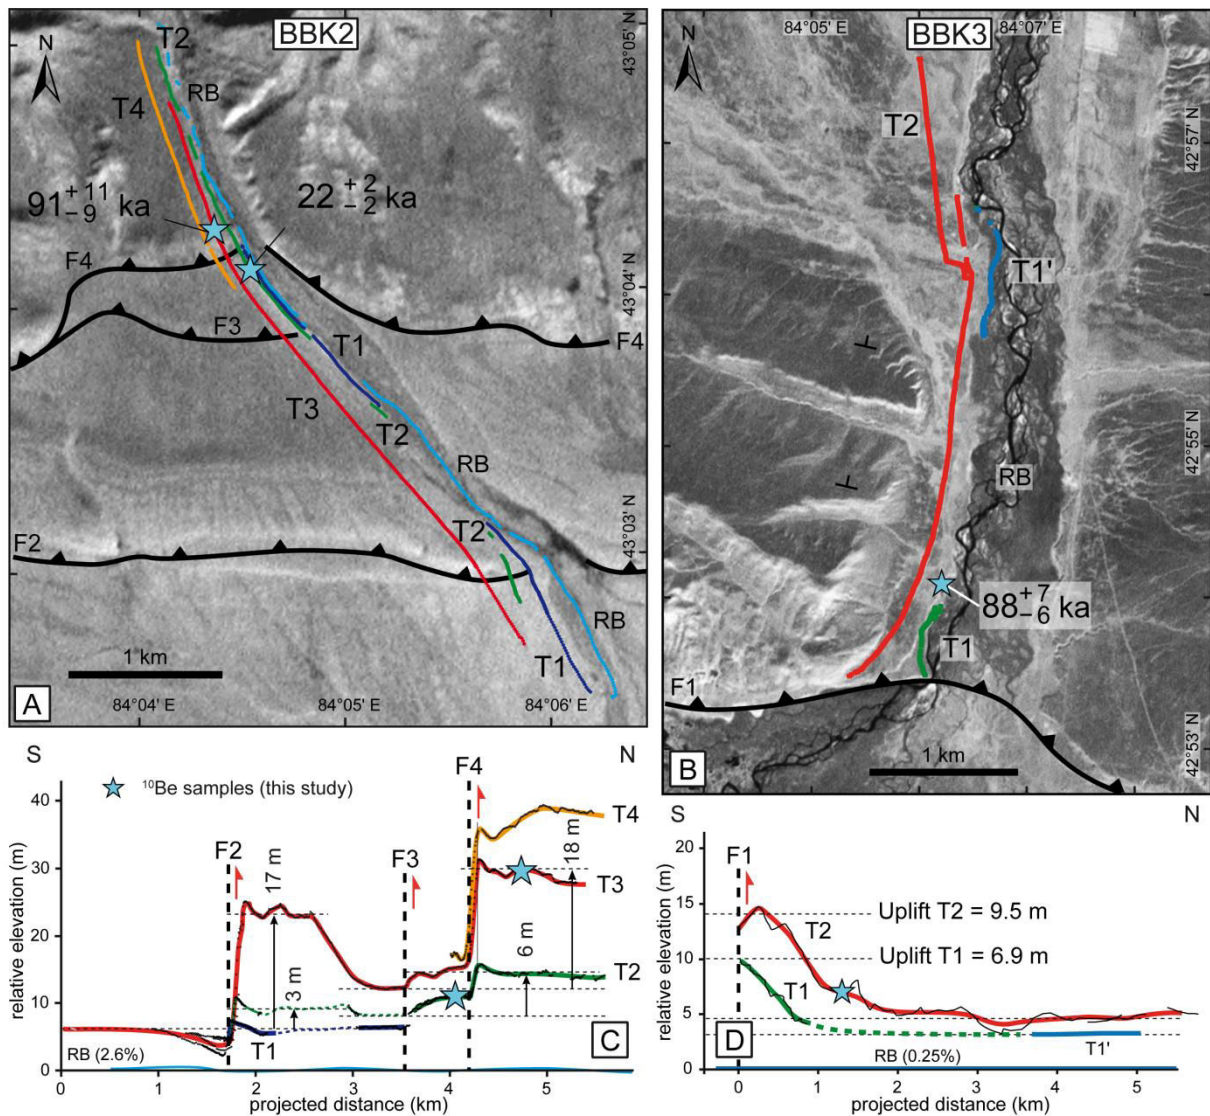 BBK2
N
T2
RB
T4
91 +11 −9 ka
22 +2 −2 ka
F4
F3
F4
T1
T3
T2
RB
T2
F2
RB
T1
1 km
A
84°04' E
84°05' E
84°06' E
43°05' N
43°04' N
43°03' N
84°05' E
BBK3
84°07' E
N
T2
42°57' N
T1'
42°55' N
RB
88 +7 −6 ka
T1
F1
1 km
B
42°53' N
S
N
10Be samples (this study)
F4
40
T4
F2
17 m
F3
18 m
30
T3
20
6 m
T2
10
3 m
T1
C
RB (2.6%)
0
relative elevation (m)
0 1 2 3 4 5
projected distance (km)
S
N
20
F1
15
T2
Uplift T2 = 9.5 m
10
Uplift T1 = 6.9 m
T1
5
D
T1'
RB (0.25%)
0
relative elevation (m)
0 1 2 3 4 5
projected distance (km)